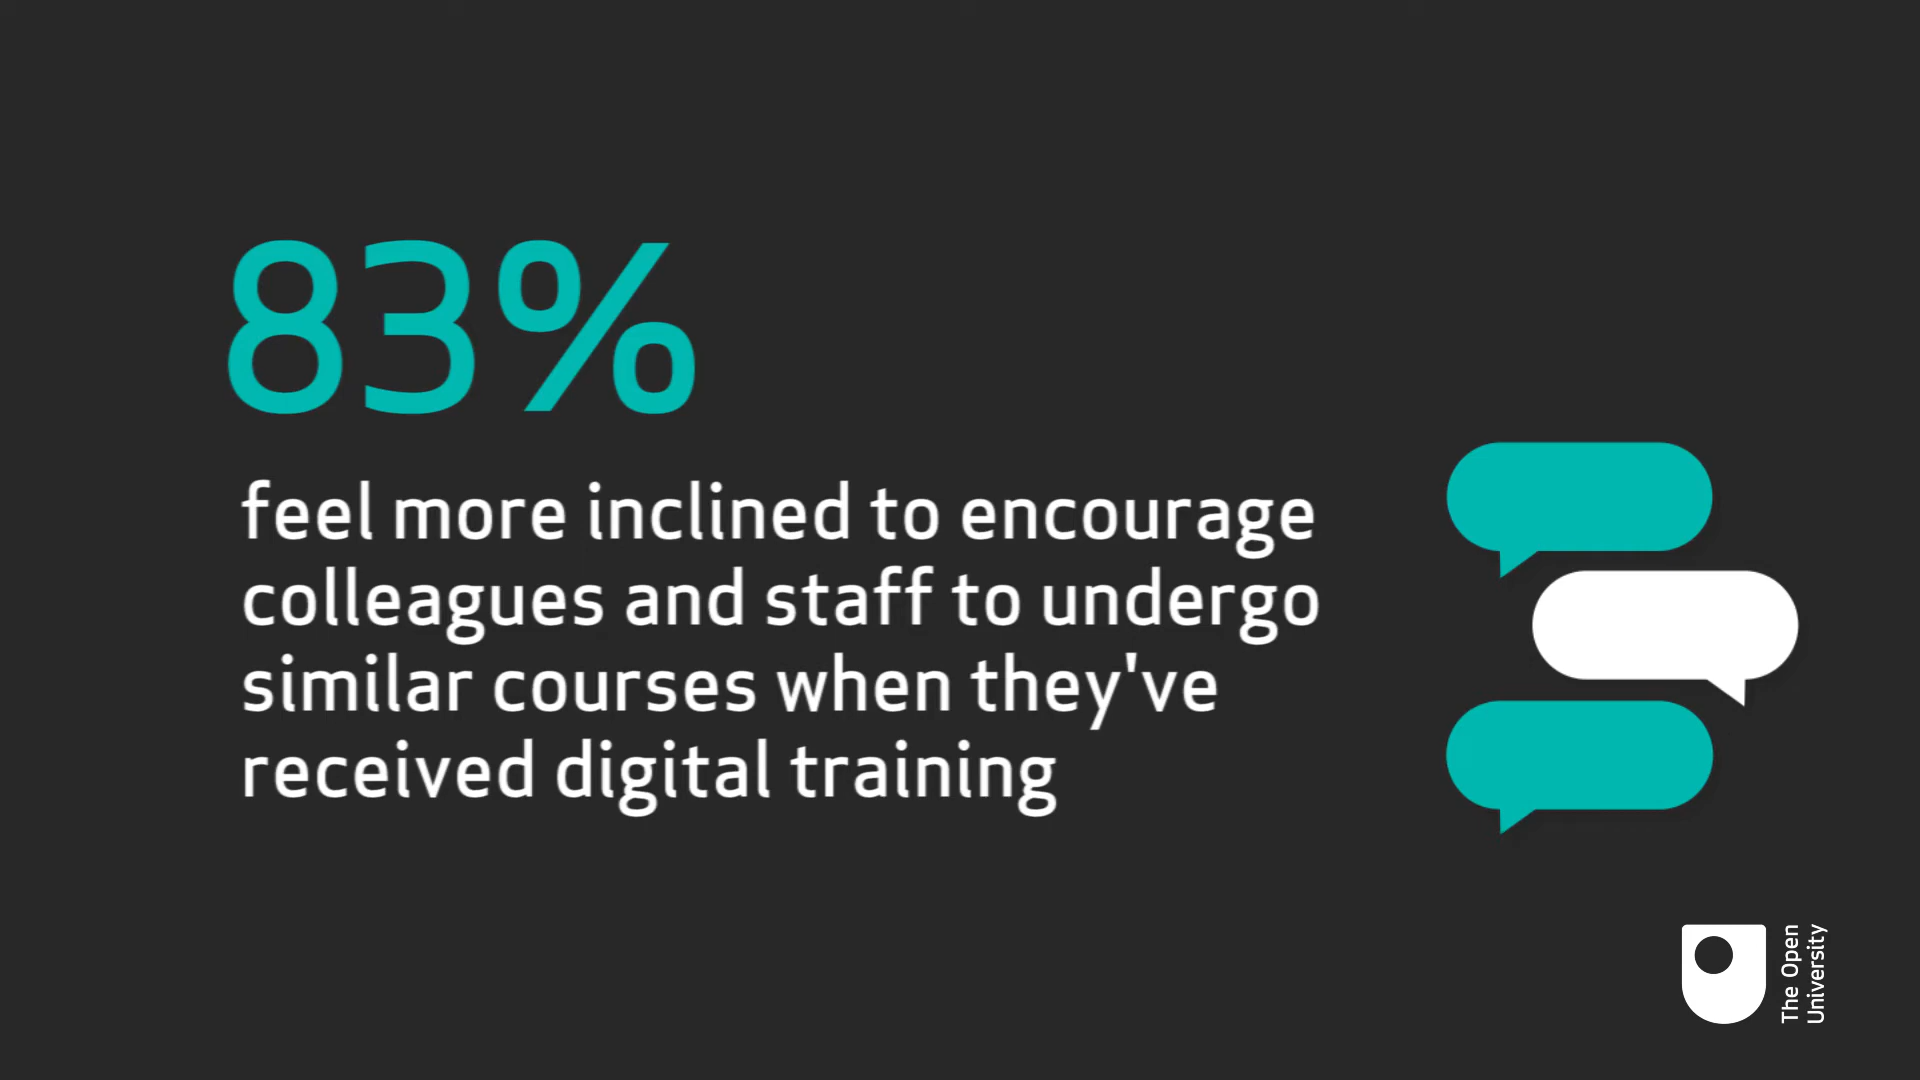 83%
feel more inclined to encourage
colleagues and staff to undergo
similar courses when they've
received digital training
The Open
University